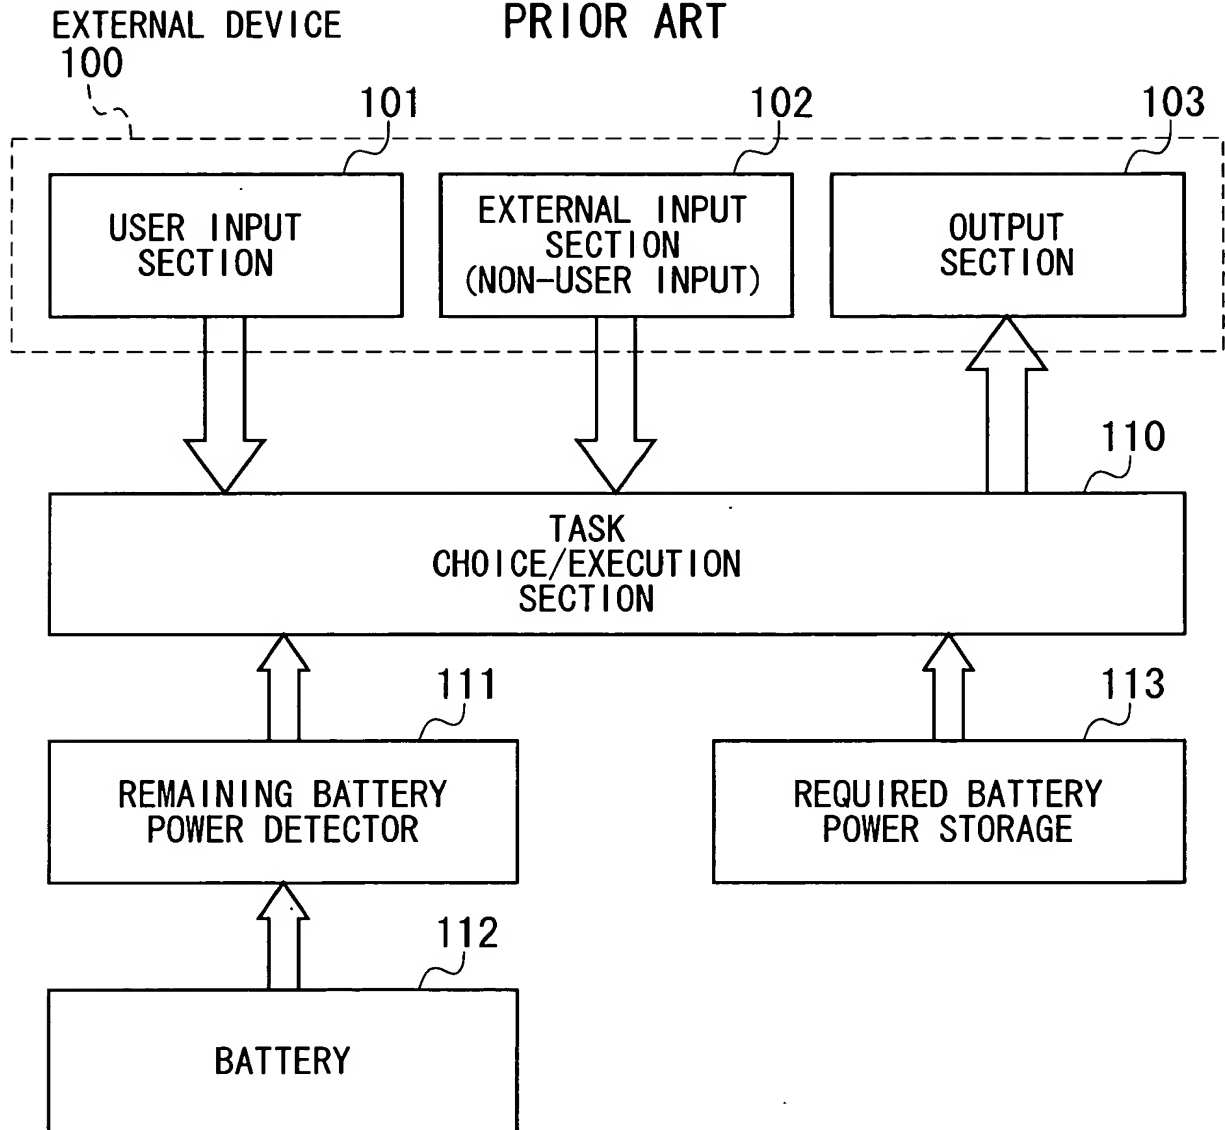 PRIOR ART
EXTERNAL DEVICE
100
101
102
103
USER INPUT
SECTION
EXTERNAL INPUT
SECTION
(NON-USER INPUT)
OUTPUT
SECTION
110
TASK
CHOICE/EXECUTION
SECTION
111
113
REMAINING BATTERY
POWER DETECTOR
REQUIRED BATTERY
POWER STORAGE
112
BATTERY